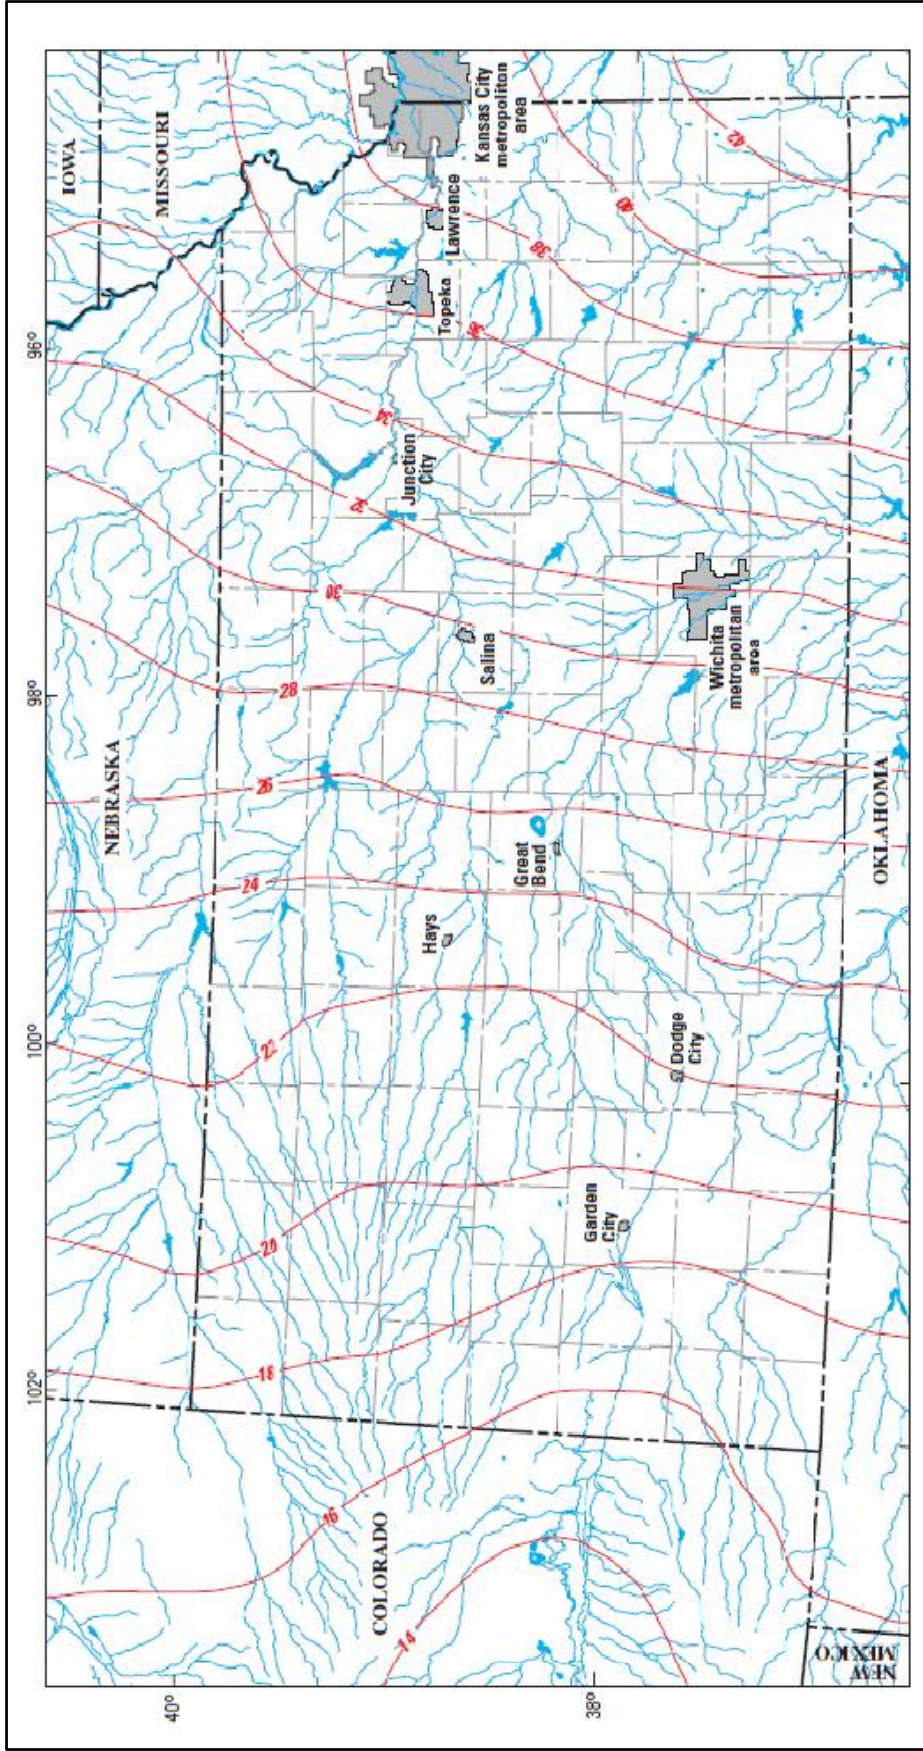 102°
100°
98°
96°
40°
38°
NEBRASKA
IOWA
MISSOURI
COLORADO
NEW
MEXICO
OKLAHOMA
Kansas City
metropolitan
area
Lawrence
Topeka
Junction
City
Salina
Hays
Great
Bend
Wichita
metropolitan
area
Dodge
City
Garden
City
14
16
18
20
22
24
26
28
30
32
34
36
38
40
42